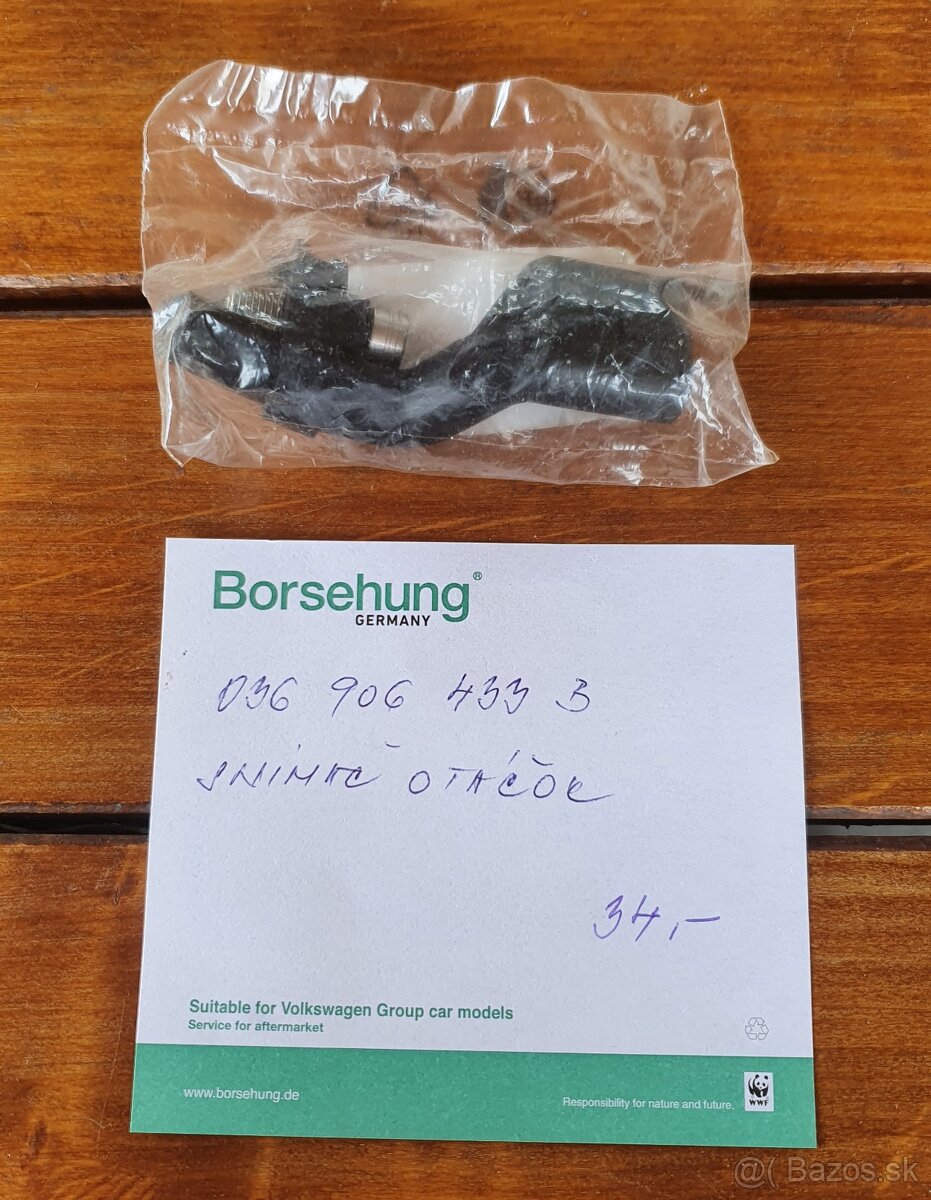 Borsehung®
GERMANY
036 906 433 B
SNÍMAČ OTÁČOK
34,-
Suitable for Volkswagen Group car models
Service for aftermarket
www.borsehung.de
Responsibility for nature and future.
WWF
@( Bazos.sk